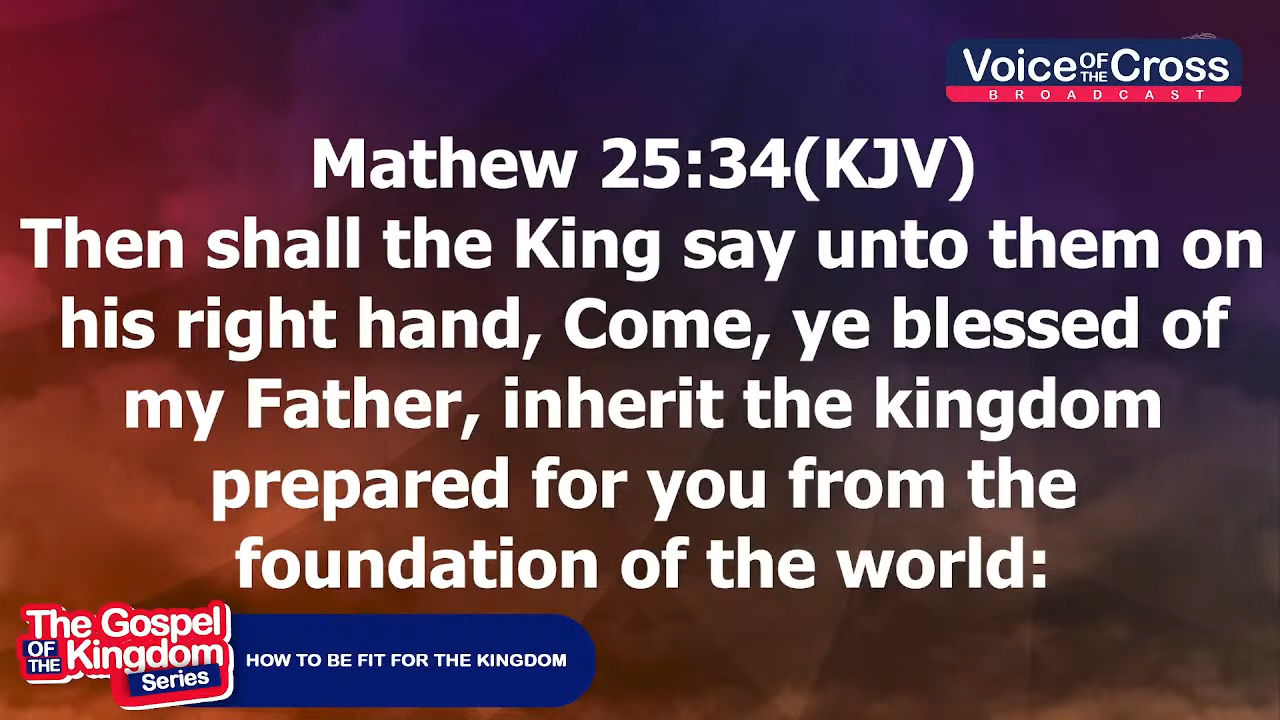 Voice OF THE Cross
BROADCAST
Mathew 25:34(KJV)
Then shall the King say unto them on
his right hand, Come, ye blessed of
my Father, inherit the kingdom
prepared for you from the
foundation of the world:
The Gospel
OF THE Kingdom
Series
HOW TO BE FIT FOR THE KINGDOM